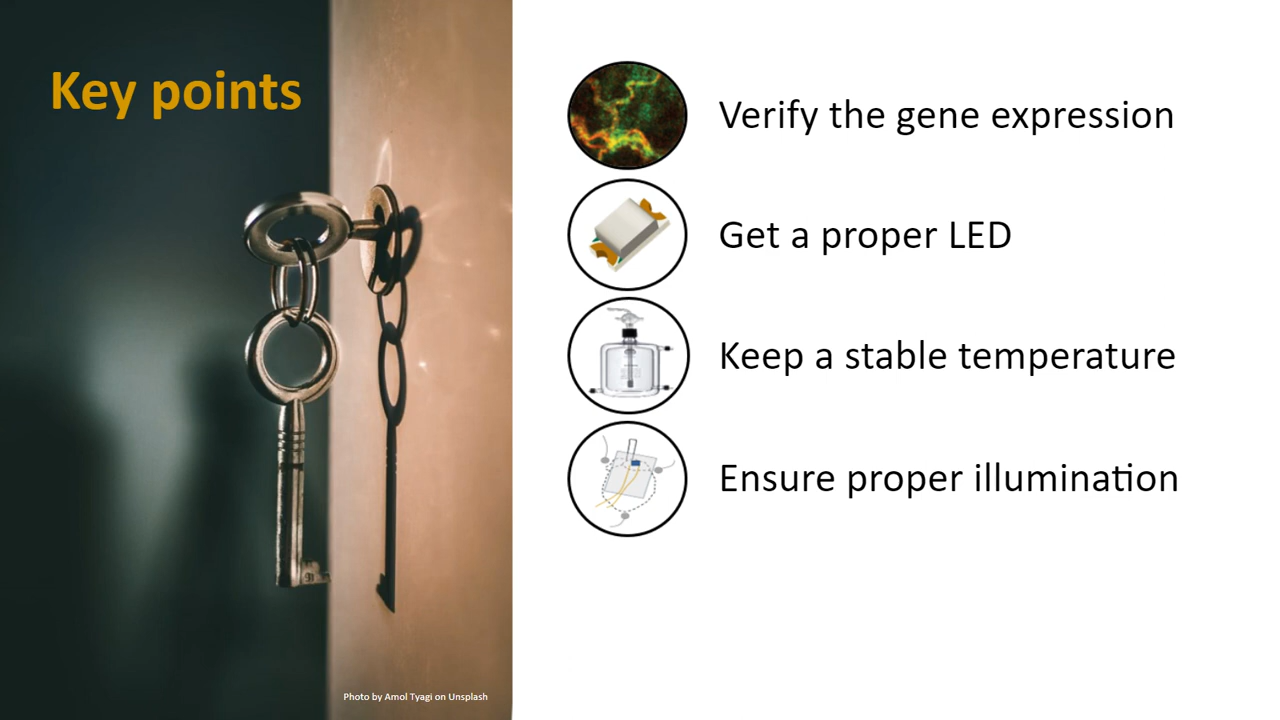 Key points
Verify the gene expression
Get a proper LED
Keep a stable temperature
Ensure proper illumination
Photo by Amol Tyagi on Unsplash